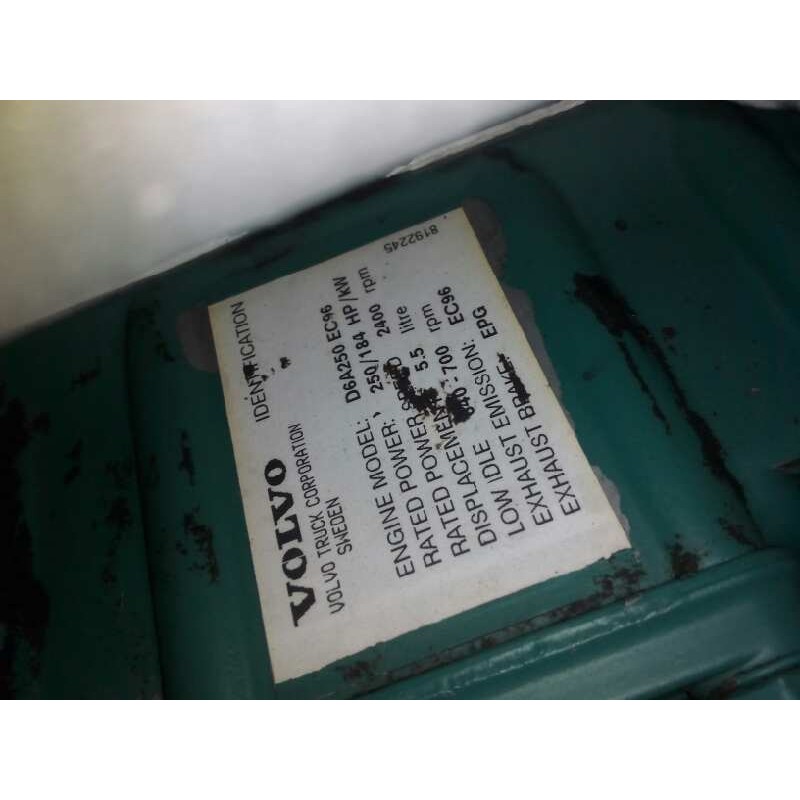 VOLVO IDENTIFICATION
VOLVO TRUCK CORPORATION
SWEDEN
ENGINE MODEL: D6A250 EC96
RATED POWER: 250/184 HP/KW
RATED POWER 2400 rpm
DISPLACEMENT 5.5 litre
LOW IDLE -700 rpm
EXHAUST EMISSION: EC96
EXHAUST BRAKE: EPG
8192245